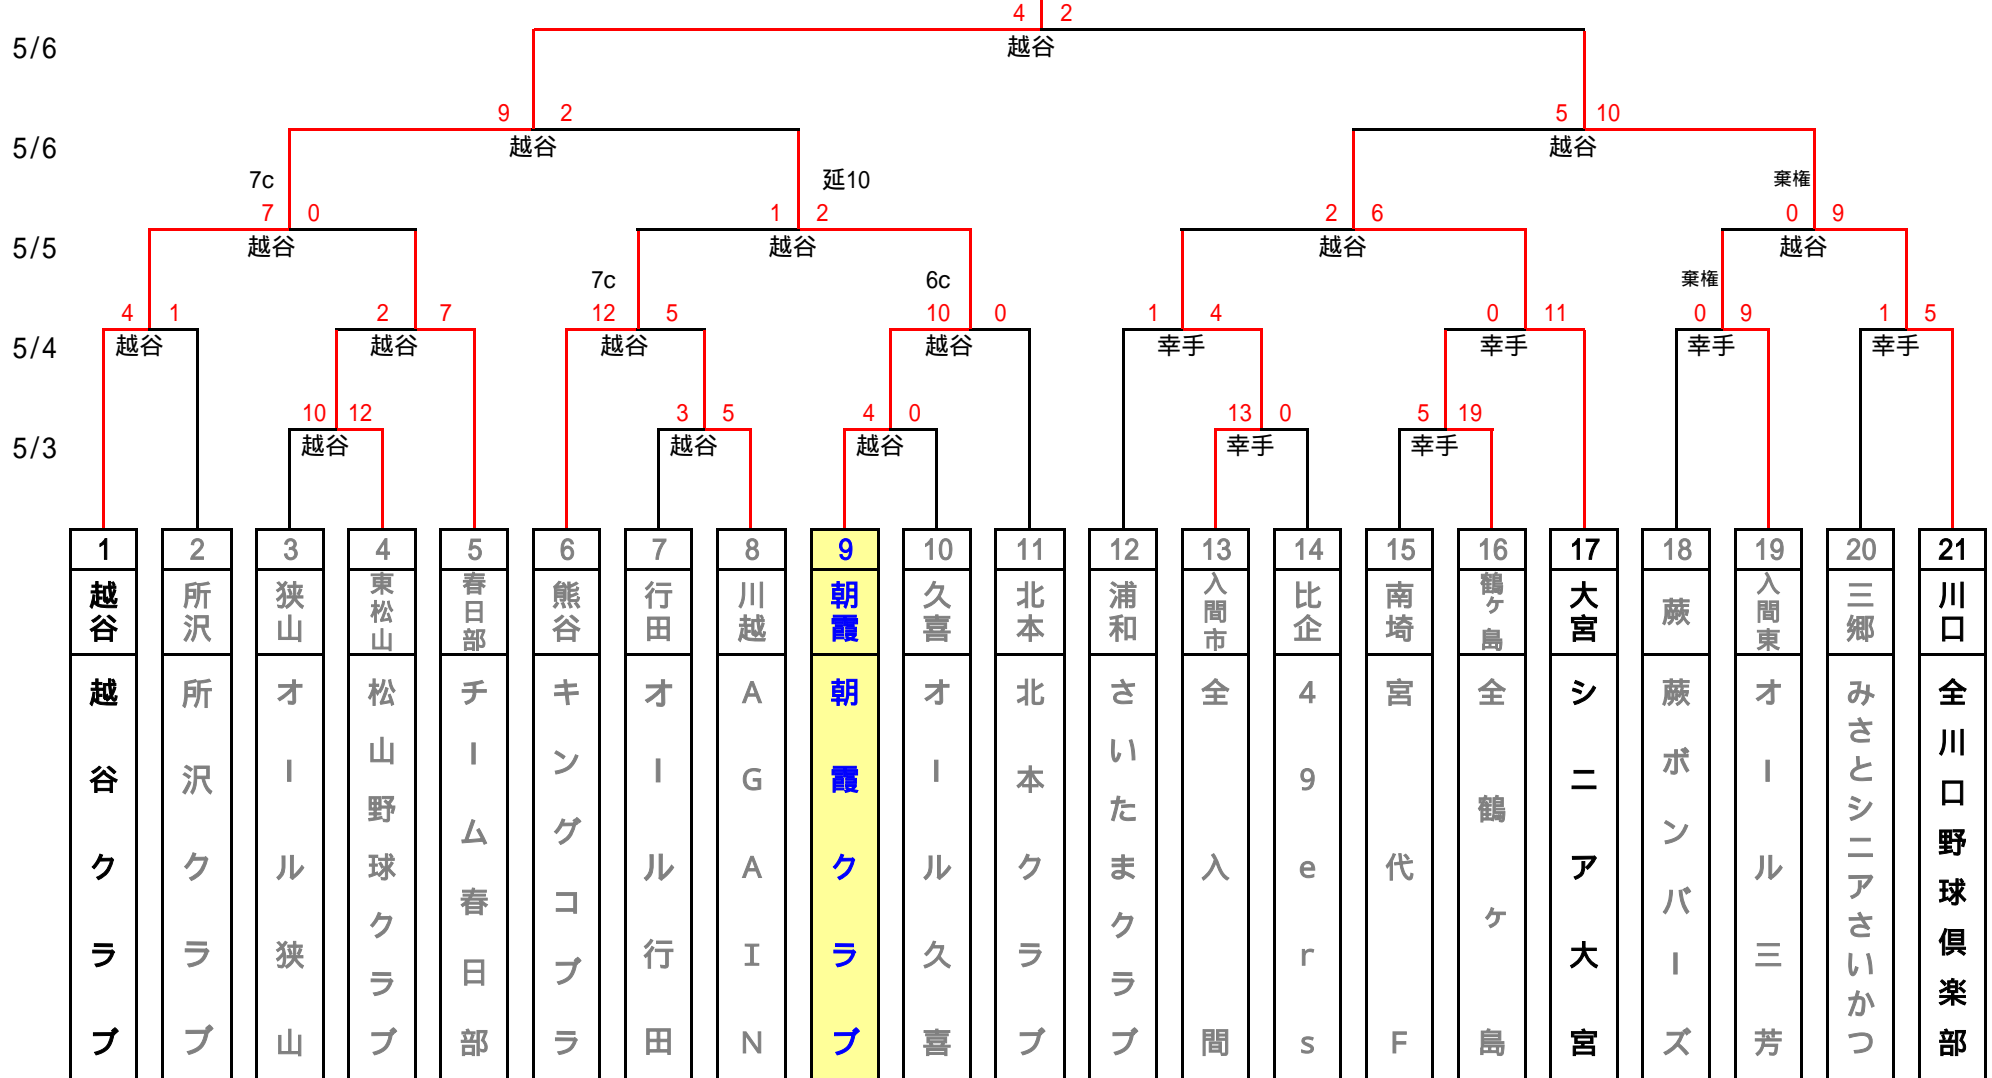 4 2
5/6
越谷
9 2 5 10
5/6
越谷 越谷
7c 延10 棄権
7 0 1 2 2 6 0 9
5/5
越谷 越谷 越谷 越谷
7c 6c 棄権
4 1 2 7 12 5 10 0 1 4 0 11 0 9 1 5
5/4
越谷 越谷 越谷 越谷 幸手 幸手 幸手 幸手
10 12 3 5 4 0 13 0 5 19
5/3
越谷 越谷 越谷 幸手 幸手
1 2 3 4 5 6 7 8 9 10 11 12 13 14 15 16 17 18 19 20 21
越谷 所沢 狭山 東松山 春日部 熊谷 行田 川越 朝霞 久喜 北本 浦和 入間市 比企 南埼 鶴ヶ島 大宮 蕨 入間東 三郷 川口
越谷クラブ
所沢クラブ
オール狭山
松山野球クラブ
チーム春日部
キングコブラ
オール行田
AGAIN
朝霞クラブ
オール久喜
北本クラブ
さいたまクラブ
全入間
49ers
宮代F
全鶴ヶ島
シニア大宮
蕨ボンバーズ
オール三芳
みさとシニアさいかつ
全川口野球倶楽部